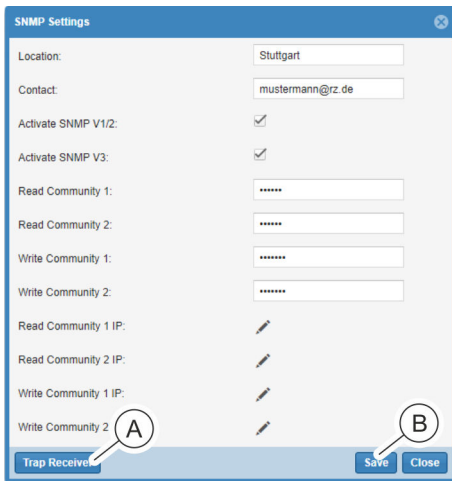 SNMP Settings
Location: Stuttgart
Contact: mustermann@rz.de
Activate SNMP V1/2:
Activate SNMP V3:
Read Community 1: ••••••
Read Community 2: ••••••
Write Community 1: •••••••
Write Community 2: •••••••
Read Community 1 IP:
Read Community 2 IP:
Write Community 1 IP:
Write Community 2
A
B
Trap Receiver Save Close